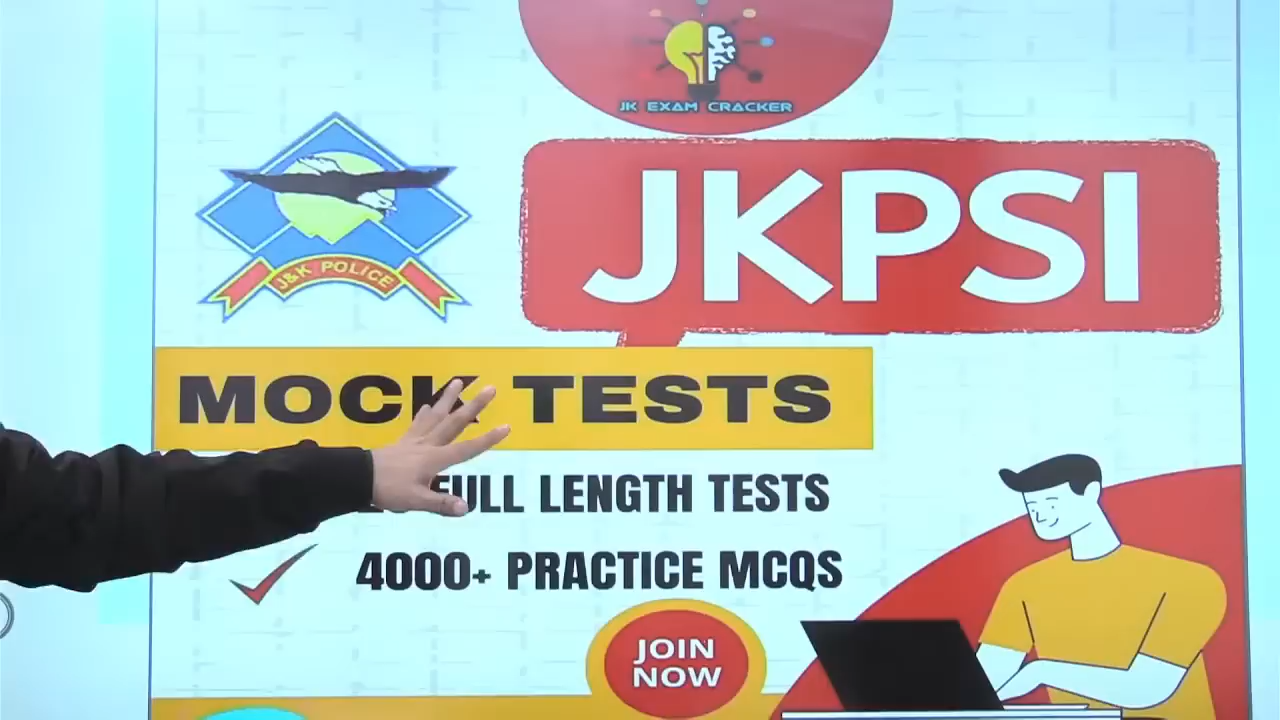 JK EXAM CRACKER
J&K POLICE
JKPSI
MOCK TESTS
FULL LENGTH TESTS
4000+ PRACTICE MCQS
JOIN
NOW